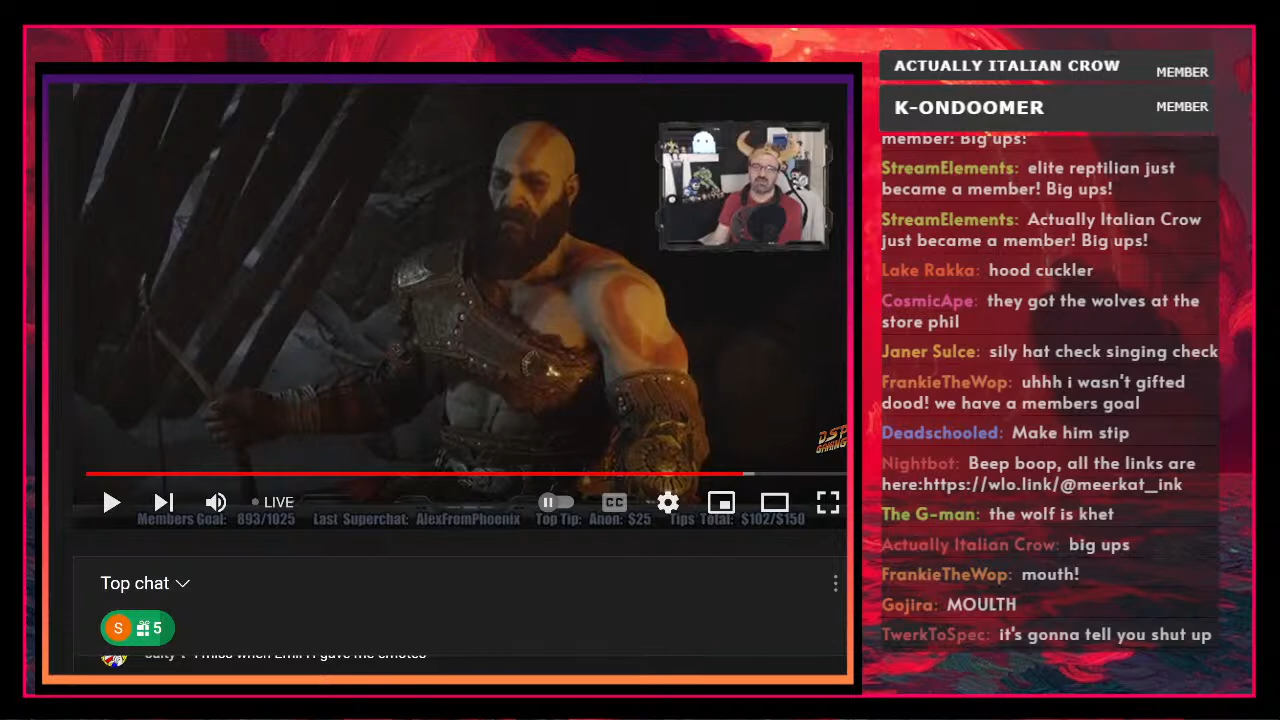 ACTUALLY ITALIAN CROW MEMBER
K-ONDOOMER MEMBER
member! Big ups!
StreamElements: elite reptilian just
became a member! Big ups!
StreamElements: Actually Italian Crow
just became a member! Big ups!
Lake Rakka: hood cuckler
CosmicApe: they got the wolves at the
store phil
Janer Sulce: sily hat check singing check
FrankieTheWop: uhhh i wasn't gifted
dood! we have a members goal
Deadschooled: Make him stip
Nightbot: Beep boop, all the links are
here:https://wlo.link/@meerkat_ink
The G-man: the wolf is khet
Actually Italian Crow: big ups
FrankieTheWop: mouth!
Gojira: MOULTH
TwerkToSpec: it's gonna tell you shut up
DSP
GAMING
LIVE
CC
Members Goal: 893/1025 Last Superchat: AlexFromPhoenix Top Tip: Anon: $25 Tips Total: $102/$150
Top chat
S 5